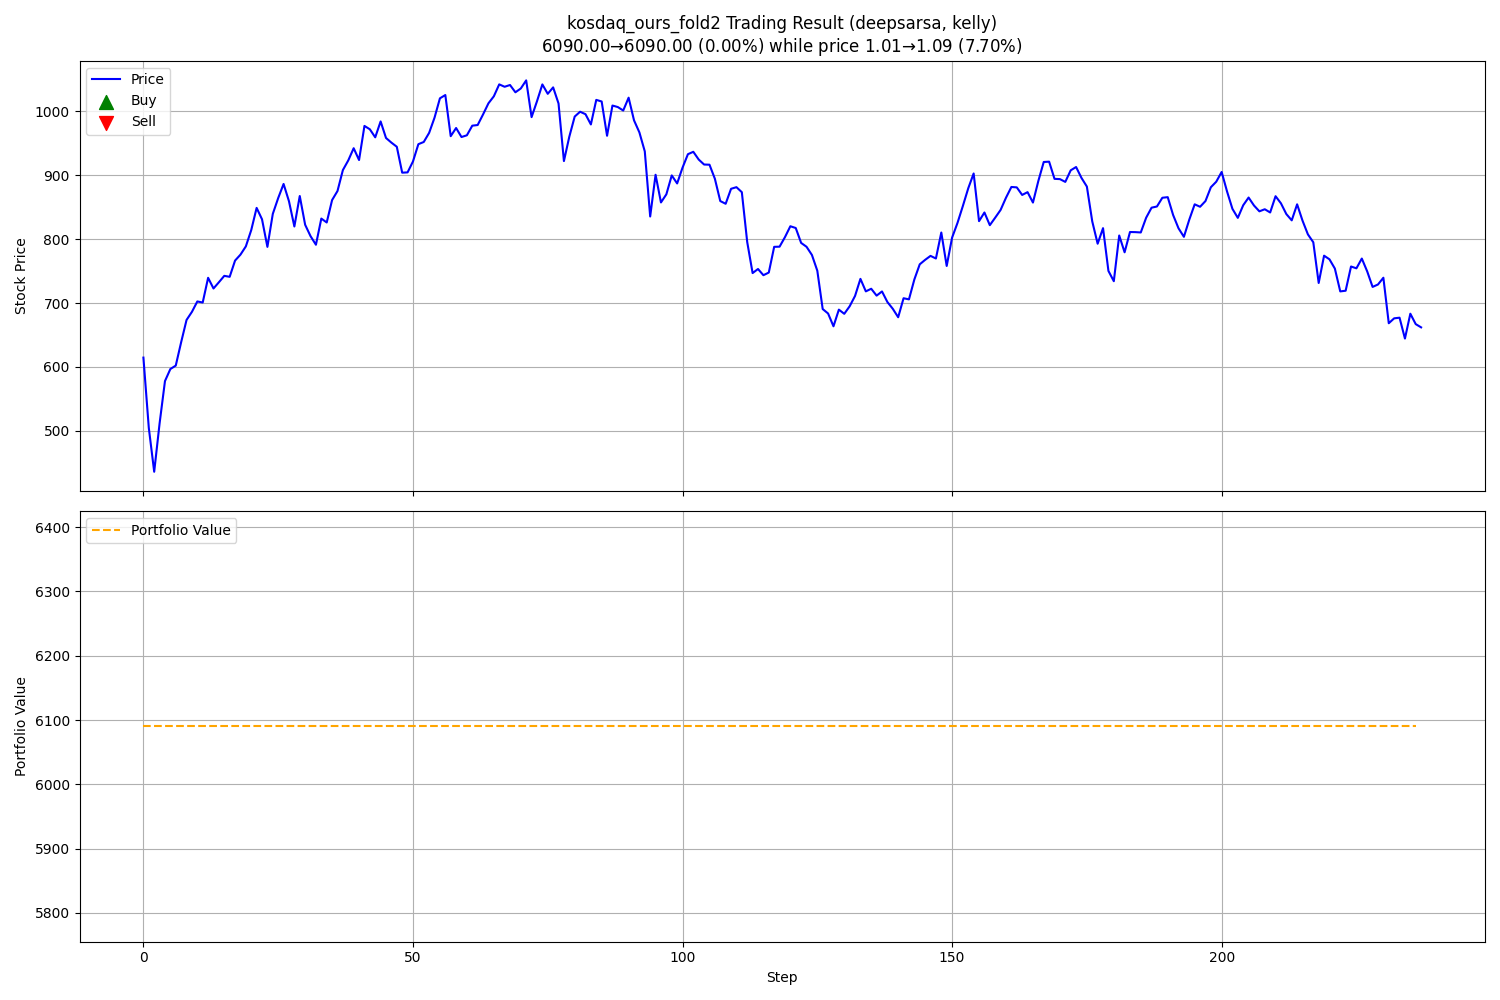 kosdaq_ours_fold2 Trading Result (deepsarsa, kelly)
6090.00→6090.00 (0.00%) while price 1.01→1.09 (7.70%)
Price
Buy
Sell
Stock Price
1000
900
800
700
600
500
Portfolio Value
Portfolio Value
6400
6300
6200
6100
6000
5900
5800
0
50
100
150
200
Step